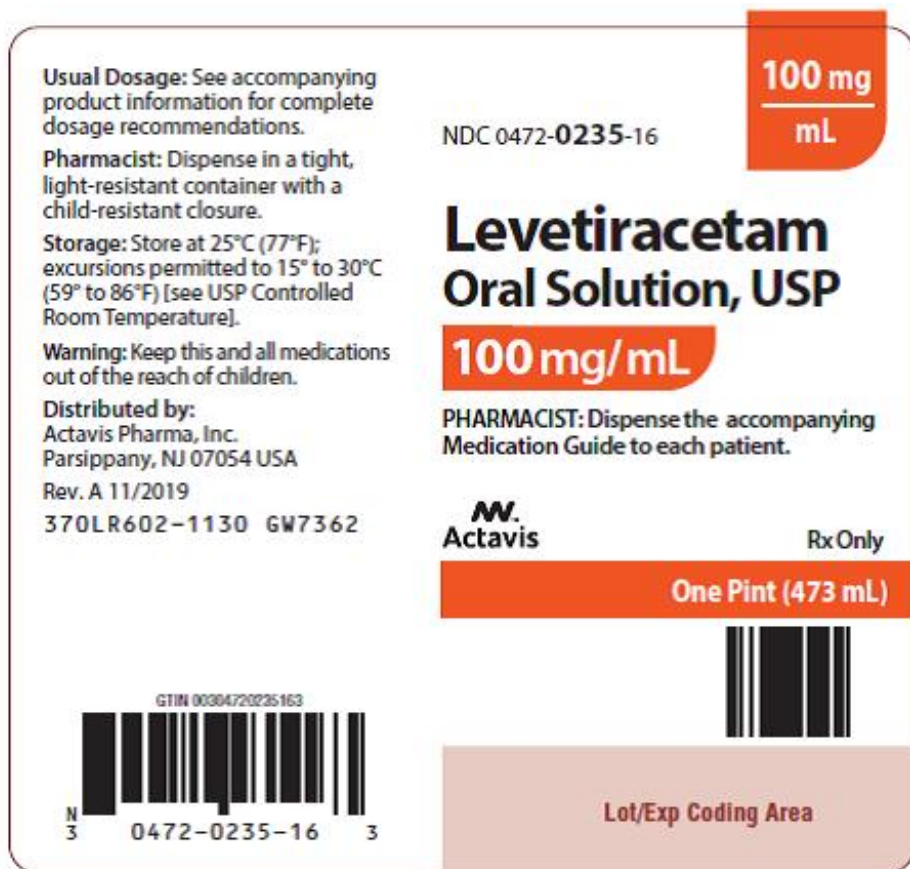 Usual Dosage: See accompanying
product information for complete
dosage recommendations.
Pharmacist: Dispense in a tight,
light-resistant container with a
child-resistant closure.
Storage: Store at 25°C (77°F);
excursions permitted to 15° to 30°C
(59° to 86°F) [see USP Controlled
Room Temperature].
Warning: Keep this and all medications
out of the reach of children.
Distributed by:
Actavis Pharma, Inc.
Parsippany, NJ 07054 USA
Rev. A 11/2019
370LR602-1130 GW7362
GTIN 00304720235163
N
3 0472-0235-16 3
100 mg
mL
NDC 0472-0235-16
Levetiracetam
Oral Solution, USP
100 mg/mL
PHARMACIST: Dispense the accompanying
Medication Guide to each patient.
Actavis
Rx Only
One Pint (473 mL)
Lot/Exp Coding Area